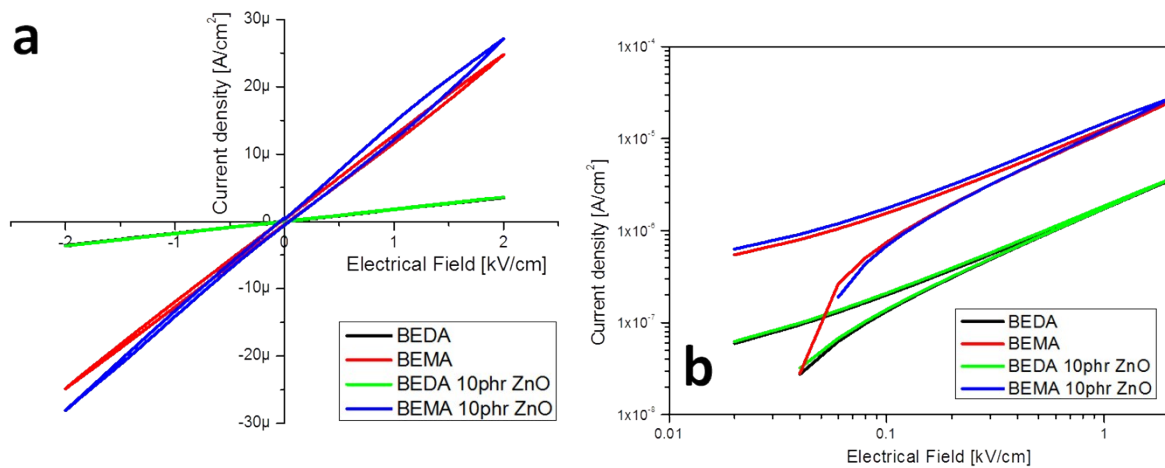 a
Current density [A/cm²]
30µ
20µ
10µ
0
-10µ
-20µ
-30µ
-2
-1
0
1
2
Electrical Field [kV/cm]
BEDA
BEMA
BEDA 10phr ZnO
BEMA 10phr ZnO
b
Current density [A/cm²]
1x10⁻⁴
1x10⁻⁵
1x10⁻⁶
1x10⁻⁷
1x10⁻⁸
0.01
0.1
1
Electrical Field [kV/cm]
BEDA
BEMA
BEDA 10phr ZnO
BEMA 10phr ZnO